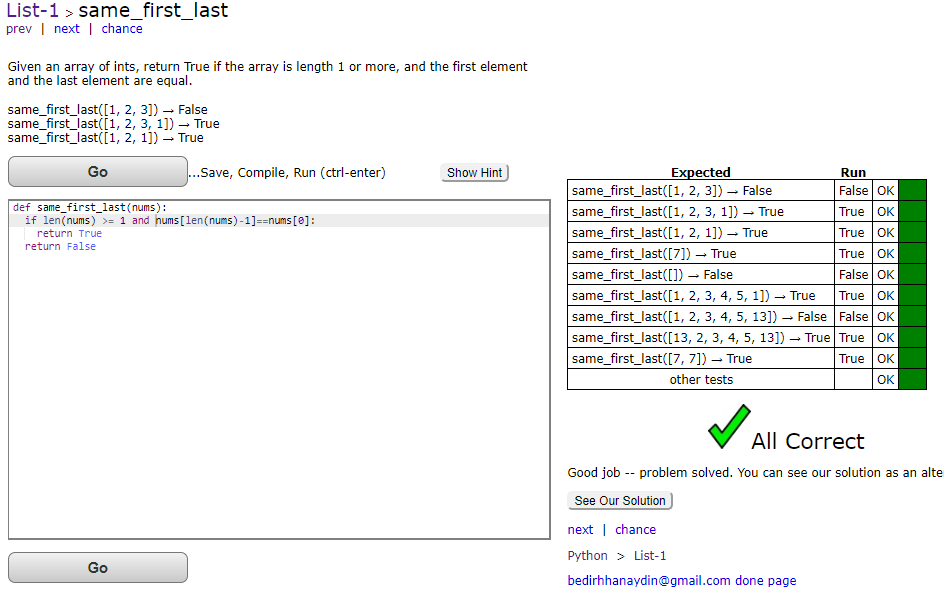 List-1 > same_first_last
prev | next | chance
Given an array of ints, return True if the array is length 1 or more, and the first element
and the last element are equal.
same_first_last([1, 2, 3]) → False
same_first_last([1, 2, 3, 1]) → True
same_first_last([1, 2, 1]) → True
Go ...Save, Compile, Run (ctrl-enter) Show Hint
def same_first_last(nums):
  if len(nums) >= 1 and nums[len(nums)-1]==nums[0]:
    return True
  return False
Go
Expected Run
same_first_last([1, 2, 3]) → False False OK
same_first_last([1, 2, 3, 1]) → True True OK
same_first_last([1, 2, 1]) → True True OK
same_first_last([7]) → True True OK
same_first_last([]) → False False OK
same_first_last([1, 2, 3, 4, 5, 1]) → True True OK
same_first_last([1, 2, 3, 4, 5, 13]) → False False OK
same_first_last([13, 2, 3, 4, 5, 13]) → True True OK
same_first_last([7, 7]) → True True OK
other tests OK
All Correct
Good job -- problem solved. You can see our solution as an alte
See Our Solution
next | chance
Python > List-1
bedirhhanaydin@gmail.com done page